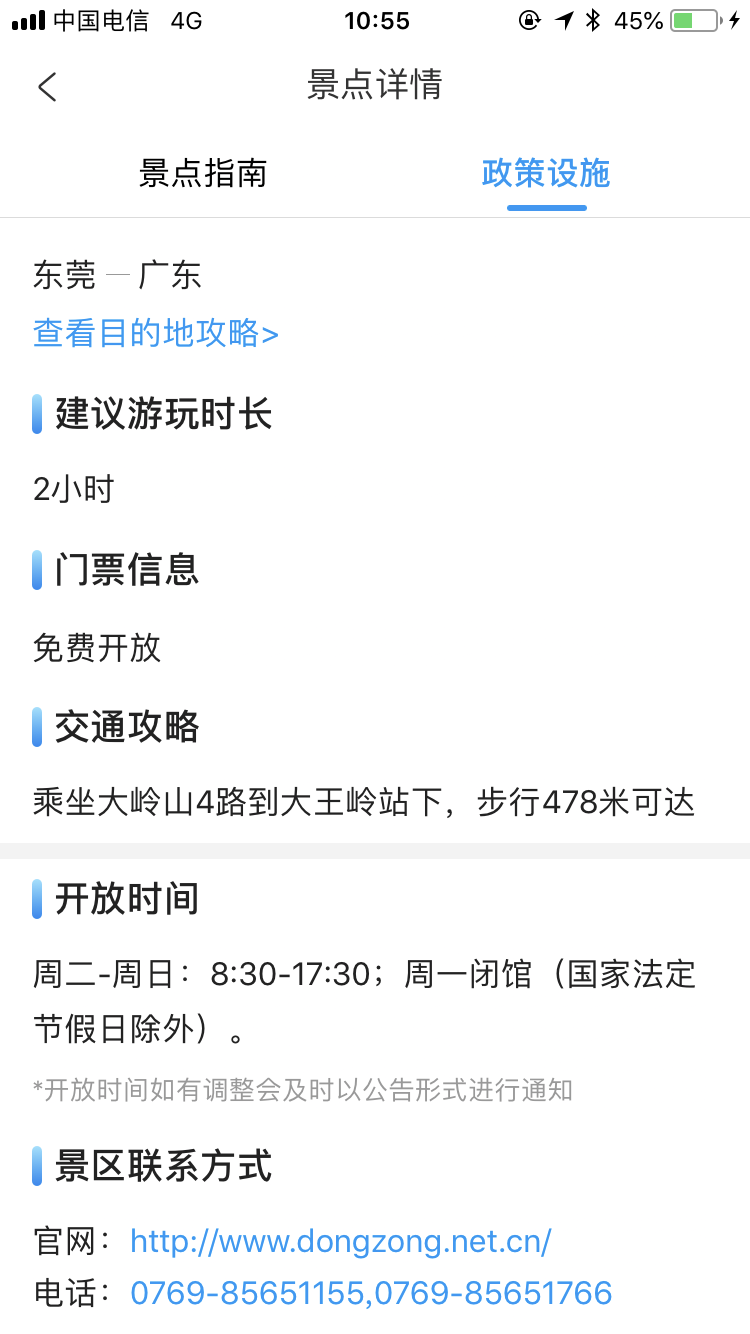 中国电信 4G 10:55 45%
景点详情
景点指南 政策设施
东莞 — 广东
查看目的地攻略>
建议游玩时长
2小时
门票信息
免费开放
交通攻略
乘坐大岭山4路到大王岭站下，步行478米可达
开放时间
周二-周日：8:30-17:30；周一闭馆（国家法定
节假日除外）。
*开放时间如有调整会及时以公告形式进行通知
景区联系方式
官网：http://www.dongzong.net.cn/
电话：0769-85651155,0769-85651766